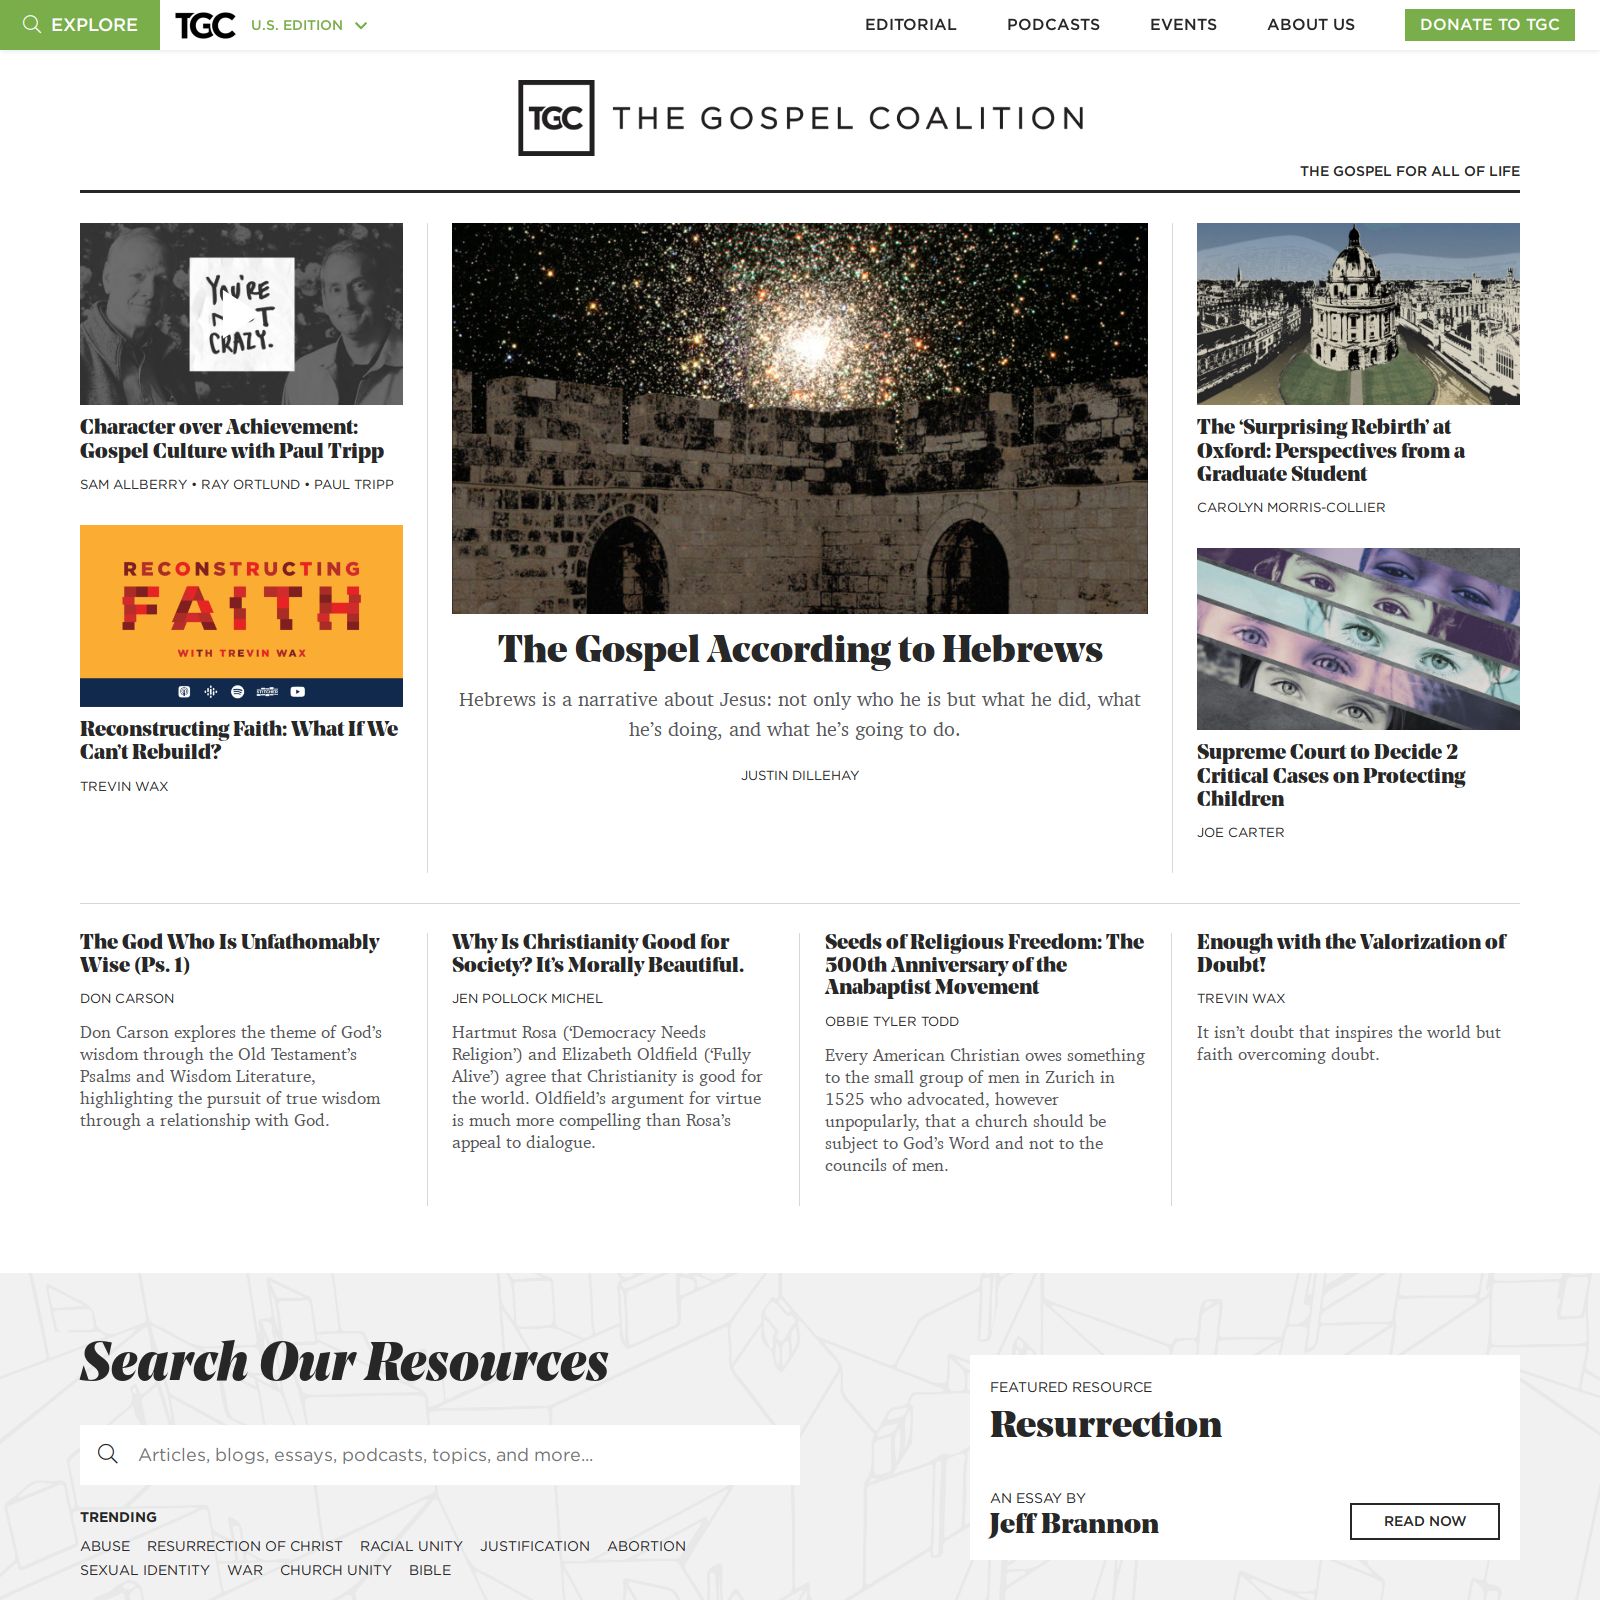 EXPLORE
TGC
U.S. EDITION
EDITORIAL
PODCASTS
EVENTS
ABOUT US
DONATE TO TGC
TGC THE GOSPEL COALITION
THE GOSPEL FOR ALL OF LIFE
YOU'RE
CRAZY.
Character over Achievement:
Gospel Culture with Paul Tripp
SAM ALLBERRY • RAY ORTLUND • PAUL TRIPP
RECONSTRUCTING
FAITH
WITH TREVIN WAX
Reconstructing Faith: What If We
Can’t Rebuild?
TREVIN WAX
The Gospel According to Hebrews
Hebrews is a narrative about Jesus: not only who he is but what he did, what
he’s doing, and what he’s going to do.
JUSTIN DILLEHAY
The ‘Surprising Rebirth’ at
Oxford: Perspectives from a
Graduate Student
CAROLYN MORRIS-COLLIER
Supreme Court to Decide 2
Critical Cases on Protecting
Children
JOE CARTER
The God Who Is Unfathomably
Wise (Ps. 1)
DON CARSON
Don Carson explores the theme of God’s
wisdom through the Old Testament’s
Psalms and Wisdom Literature,
highlighting the pursuit of true wisdom
through a relationship with God.
Why Is Christianity Good for
Society? It’s Morally Beautiful.
JEN POLLOCK MICHEL
Hartmut Rosa (‘Democracy Needs
Religion’) and Elizabeth Oldfield (‘Fully
Alive’) agree that Christianity is good for
the world. Oldfield’s argument for virtue
is much more compelling than Rosa’s
appeal to dialogue.
Seeds of Religious Freedom: The
500th Anniversary of the
Anabaptist Movement
OBBIE TYLER TODD
Every American Christian owes something
to the small group of men in Zurich in
1525 who advocated, however
unpopularly, that a church should be
subject to God’s Word and not to the
councils of men.
Enough with the Valorization of
Doubt!
TREVIN WAX
It isn’t doubt that inspires the world but
faith overcoming doubt.
Search Our Resources
Articles, blogs, essays, podcasts, topics, and more...
TRENDING
ABUSE RESURRECTION OF CHRIST RACIAL UNITY JUSTIFICATION ABORTION
SEXUAL IDENTITY WAR CHURCH UNITY BIBLE
FEATURED RESOURCE
Resurrection
AN ESSAY BY
Jeff Brannon
READ NOW